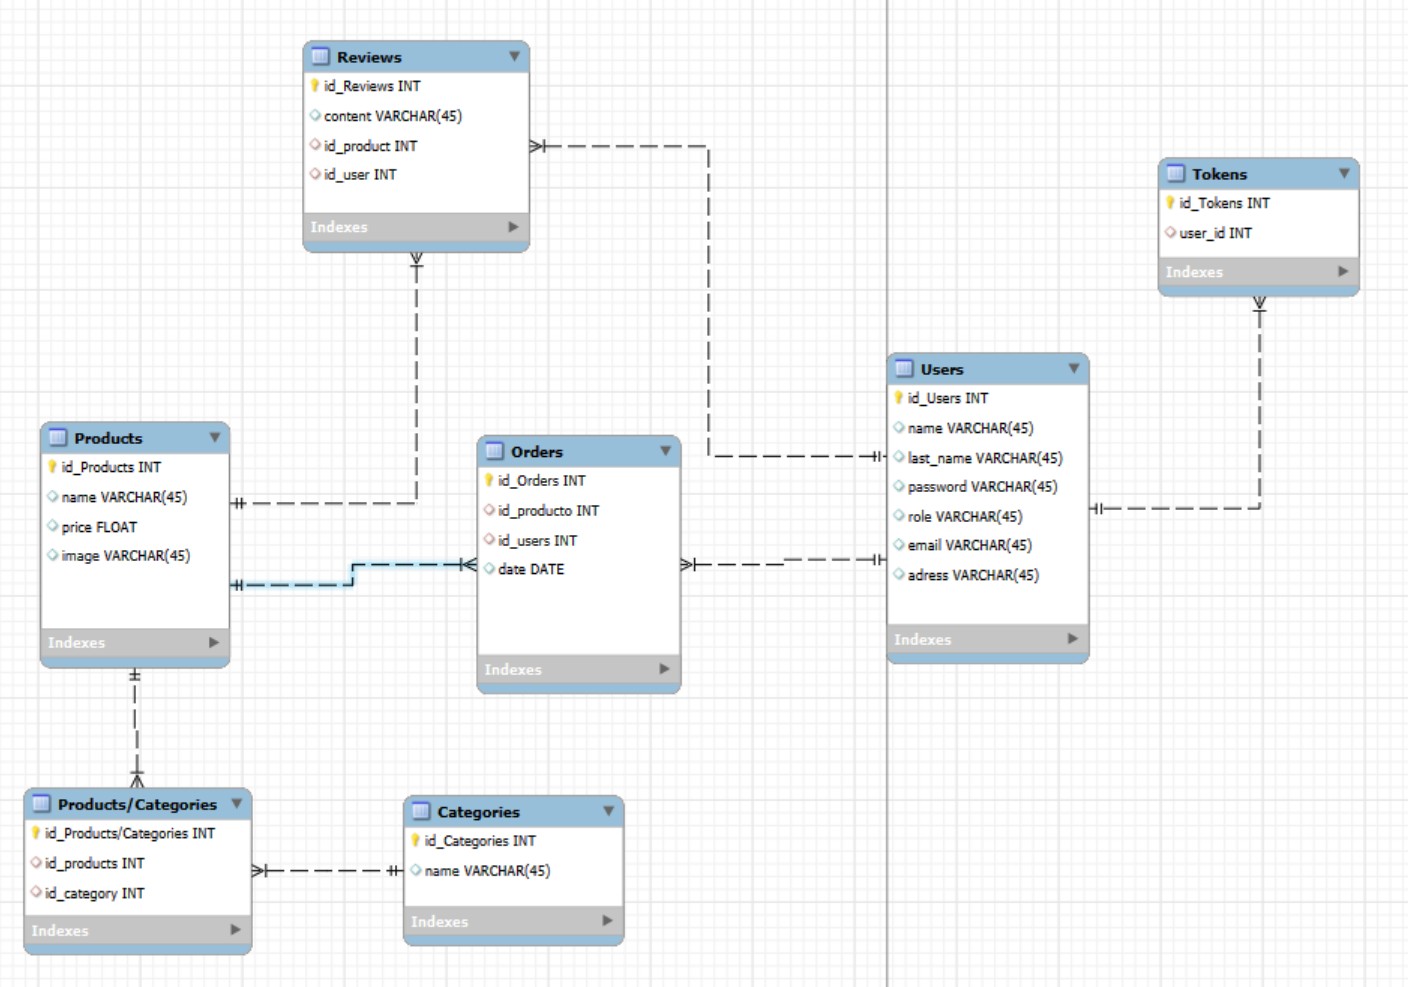 Reviews
id_Reviews INT
content VARCHAR(45)
id_product INT
id_user INT
Indexes
Tokens
id_Tokens INT
user_id INT
Indexes
Users
id_Users INT
name VARCHAR(45)
last_name VARCHAR(45)
password VARCHAR(45)
role VARCHAR(45)
email VARCHAR(45)
adress VARCHAR(45)
Indexes
Products
id_Products INT
name VARCHAR(45)
price FLOAT
image VARCHAR(45)
Indexes
Orders
id_Orders INT
id_producto INT
id_users INT
date DATE
Indexes
Products/Categories
id_Products/Categories INT
id_products INT
id_category INT
Indexes
Categories
id_Categories INT
name VARCHAR(45)
Indexes